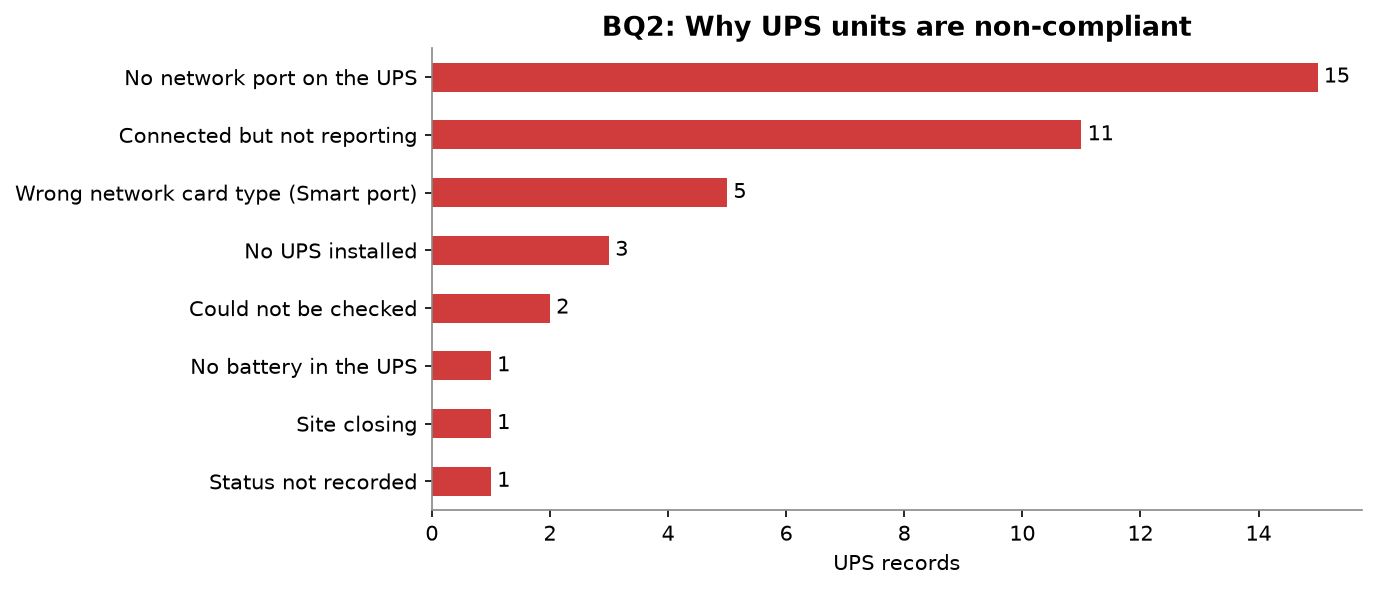 BQ2: Why UPS units are non-compliant
No network port on the UPS 15
Connected but not reporting 11
Wrong network card type (Smart port) 5
No UPS installed 3
Could not be checked 2
No battery in the UPS 1
Site closing 1
Status not recorded 1
0 2 4 6 8 10 12 14
UPS records